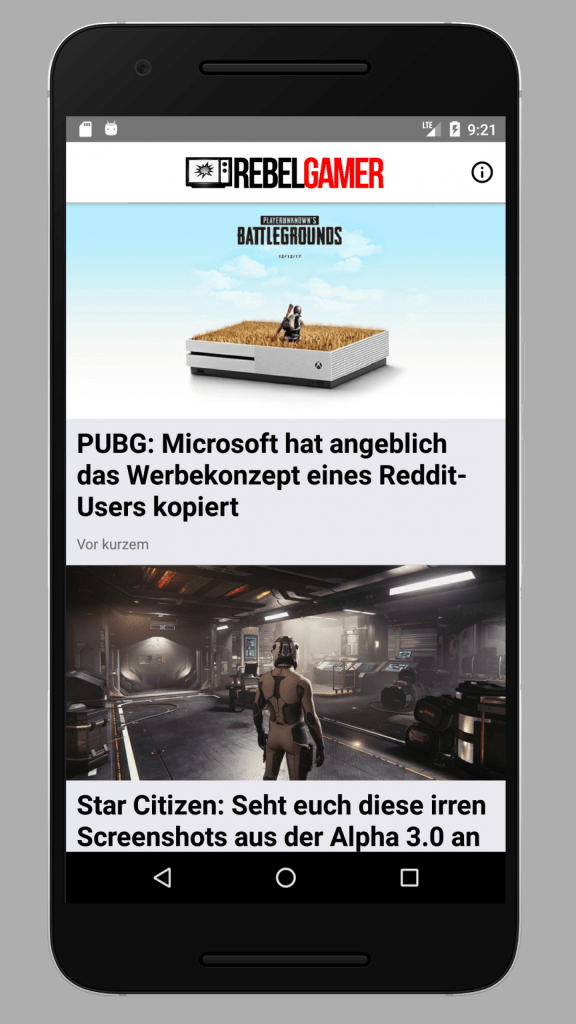 LTE 9:21
REBELGAMER
PLAYERUNKNOWN'S
BATTLEGROUNDS
12/12/17
PUBG: Microsoft hat angeblich
das Werbekonzept eines Reddit-
Users kopiert
Vor kurzem
Star Citizen: Seht euch diese irren
Screenshots aus der Alpha 3.0 an